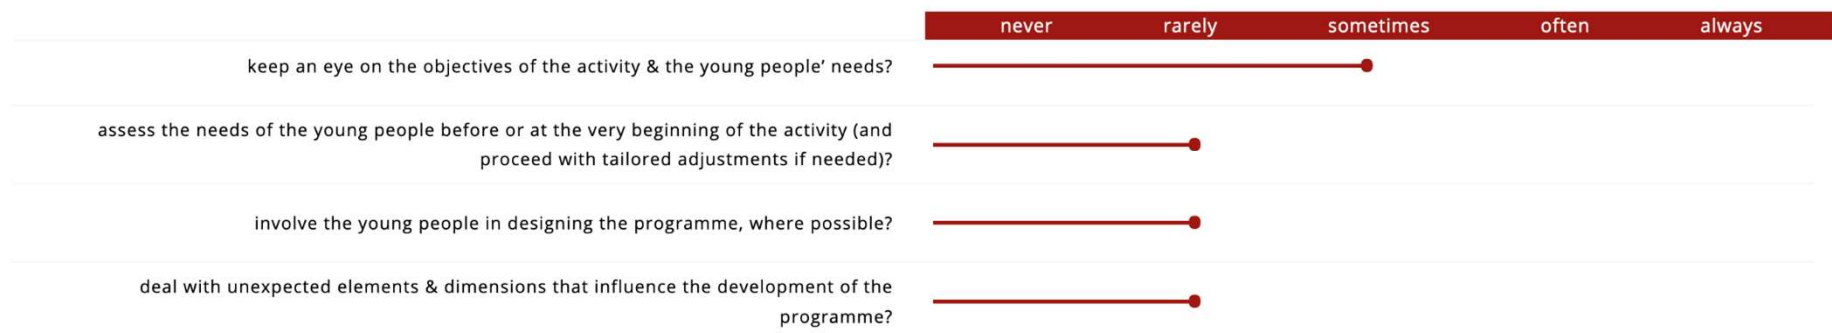 never rarely sometimes often always
keep an eye on the objectives of the activity & the young people’ needs?
assess the needs of the young people before or at the very beginning of the activity (and
proceed with tailored adjustments if needed)?
involve the young people in designing the programme, where possible?
deal with unexpected elements & dimensions that influence the development of the
programme?